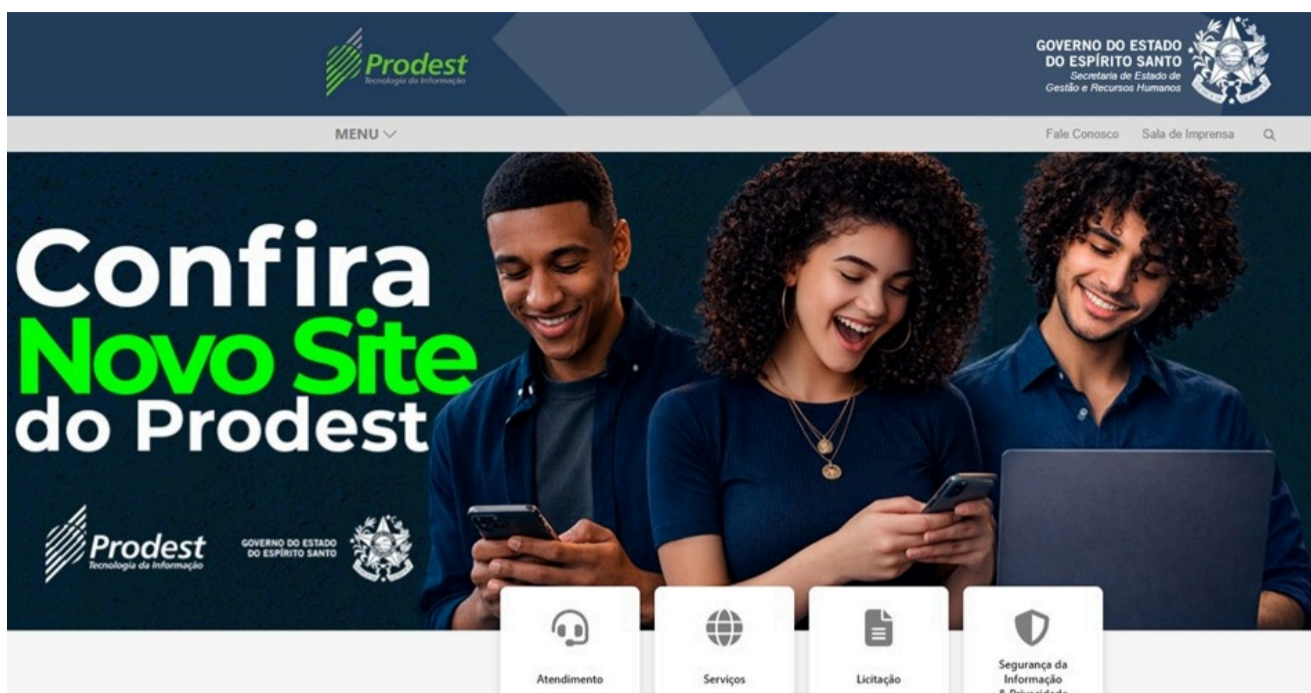 Prodest
Tecnologia da Informação
GOVERNO DO ESTADO
DO ESPÍRITO SANTO
Secretaria de Estado de
Gestão e Recursos Humanos
MENU
Fale Conosco
Sala de Imprensa
Confira
Novo Site
do Prodest
Prodest
Tecnologia da Informação
GOVERNO DO ESTADO
DO ESPÍRITO SANTO
Atendimento
Serviços
Licitação
Segurança da
Informação
& Privacidade